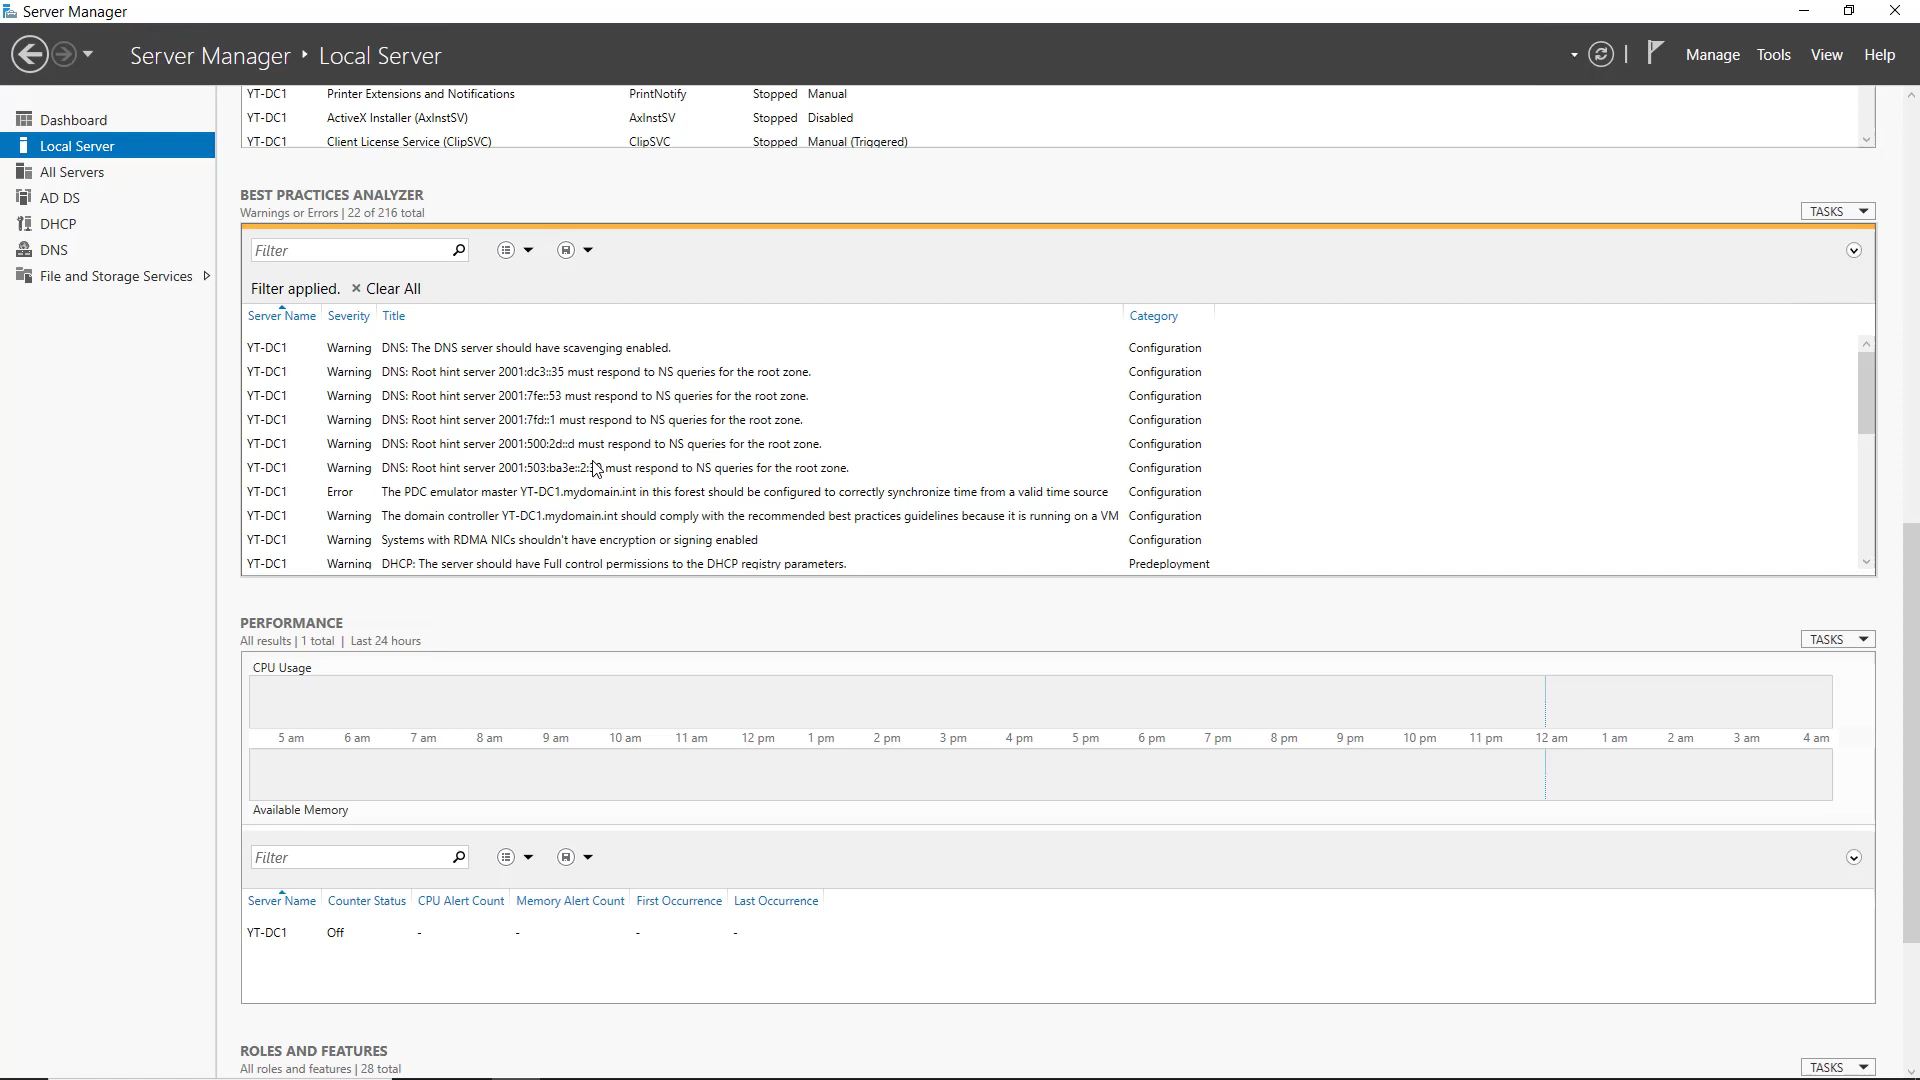 Server Manager
Server Manager ‣ Local Server
Manage Tools View Help
Dashboard
Local Server
All Servers
AD DS
DHCP
DNS
File and Storage Services
YT-DC1 Printer Extensions and Notifications PrintNotify Stopped Manual
YT-DC1 ActiveX Installer (AxInstSV) AxInstSV Stopped Disabled
YT-DC1 Client License Service (ClipSVC) ClipSVC Stopped Manual (Triggered)
BEST PRACTICES ANALYZER
Warnings or Errors | 22 of 216 total
TASKS
Filter
Filter applied. × Clear All
Server Name Severity Title Category
YT-DC1 Warning DNS: The DNS server should have scavenging enabled. Configuration
YT-DC1 Warning DNS: Root hint server 2001:dc3::35 must respond to NS queries for the root zone. Configuration
YT-DC1 Warning DNS: Root hint server 2001:7fe::53 must respond to NS queries for the root zone. Configuration
YT-DC1 Warning DNS: Root hint server 2001:7fd::1 must respond to NS queries for the root zone. Configuration
YT-DC1 Warning DNS: Root hint server 2001:500:2d::d must respond to NS queries for the root zone. Configuration
YT-DC1 Warning DNS: Root hint server must respond to NS queries for the root zone. Configuration
YT-DC1 Error The PDC emulator master YT-DC1.mydomain.int in this forest should be configured to correctly synchronize time from a valid time source Configuration
YT-DC1 Warning The domain controller YT-DC1.mydomain.int should comply with the recommended best practices guidelines because it is running on a VM Configuration
YT-DC1 Warning Systems with RDMA NICs shouldn't have encryption or signing enabled Configuration
YT-DC1 Warning DHCP: The server should have Full control permissions to the DHCP registry parameters. Predeployment
PERFORMANCE
All results | 1 total | Last 24 hours
TASKS
CPU Usage
5 am 6 am 7 am 8 am 9 am 10 am 11 am 12 pm 1 pm 2 pm 3 pm 4 pm 5 pm 6 pm 7 pm 8 pm 9 pm 10 pm 11 pm 12 am 1 am 2 am 3 am 4 am
Available Memory
Filter
Server Name Counter Status CPU Alert Count Memory Alert Count First Occurrence Last Occurrence
YT-DC1 Off - - - -
ROLES AND FEATURES
All roles and features | 28 total
TASKS